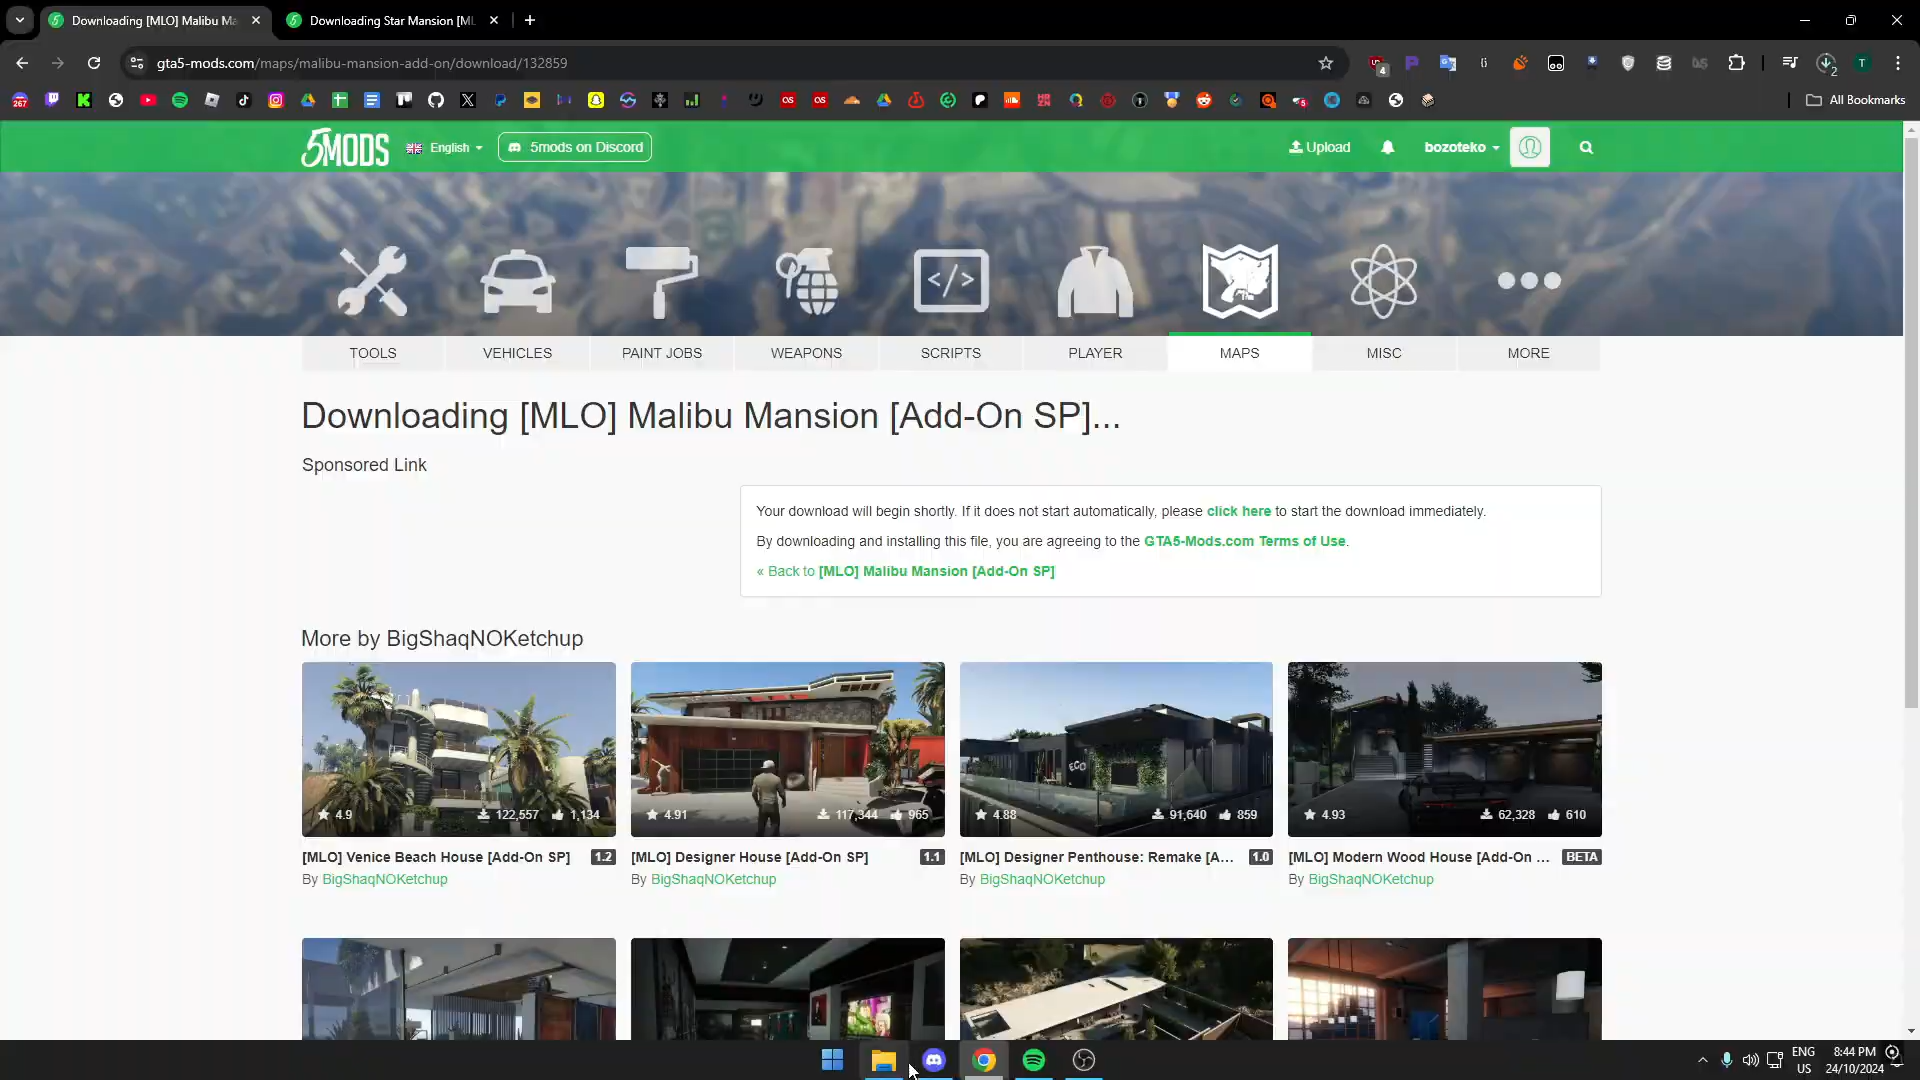 Downloading [MLO] Malibu Ma
Downloading Star Mansion [ML
gta5-mods.com/maps/malibu-mansion-add-on/download/132859
All Bookmarks
5MODS
English
5mods on Discord
Upload
bozoteko
TOOLS
VEHICLES
PAINT JOBS
WEAPONS
SCRIPTS
PLAYER
MAPS
MISC
MORE
Downloading [MLO] Malibu Mansion [Add-On SP]...
Sponsored Link
Your download will begin shortly. If it does not start automatically, please click here to start the download immediately.
By downloading and installing this file, you are agreeing to the GTA5-Mods.com Terms of Use.
« Back to [MLO] Malibu Mansion [Add-On SP]
More by BigShaqNOKetchup
4.9 122,557 1,134
4.91 117,344 965
4.88 91,640 859
4.93 62,328 610
[MLO] Venice Beach House [Add-On SP] 1.2
[MLO] Designer House [Add-On SP] 1.1
[MLO] Designer Penthouse: Remake [A... 1.0
[MLO] Modern Wood House [Add-On ... BETA
By BigShaqNOKetchup
By BigShaqNOKetchup
By BigShaqNOKetchup
By BigShaqNOKetchup
ENG
US
8:44 PM
24/10/2024